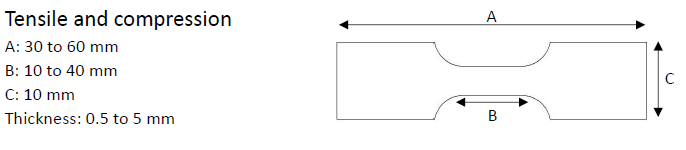 Tensile and compression
A: 30 to 60 mm
B: 10 to 40 mm
C: 10 mm
Thickness: 0.5 to 5 mm
A
C
B